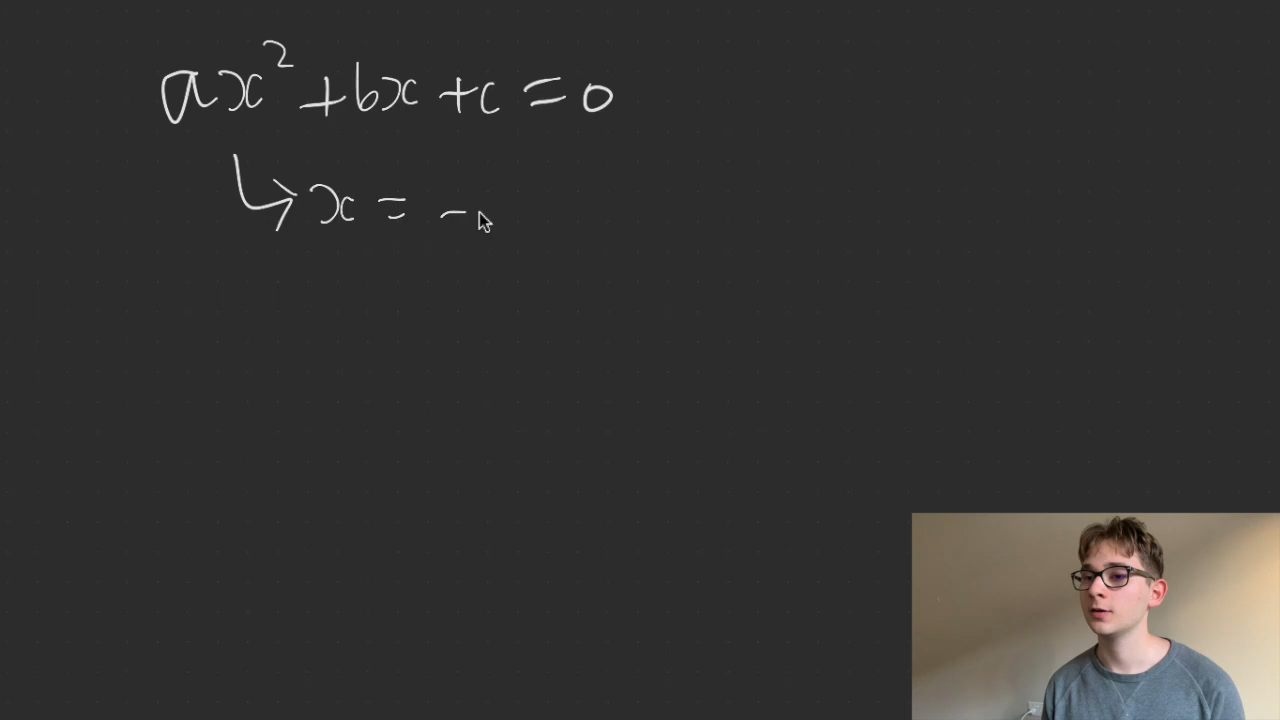 ax² + bx + c = 0
↳ x = -